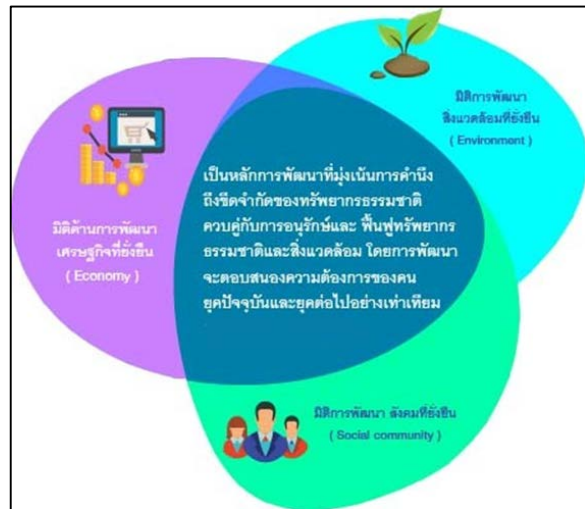 มิติการพัฒนา
สิ่งแวดล้อมที่ยั่งยืน
( Environment )
มิติด้านการพัฒนา
เศรษฐกิจที่ยั่งยืน
( Economy )
เป็นหลักการพัฒนาที่มุ่งเน้นการคำนึง
ถึงขีดจำกัดของทรัพยากรธรรมชาติ
ควบคู่กับการอนุรักษ์และ ฟื้นฟูทรัพยากร
ธรรมชาติและสิ่งแวดล้อม โดยการพัฒนา
จะตอบสนองความต้องการของคน
ยุคปัจจุบันและยุคต่อไปอย่างเท่าเทียม
มิติการพัฒนา สังคมที่ยั่งยืน
( Social community )